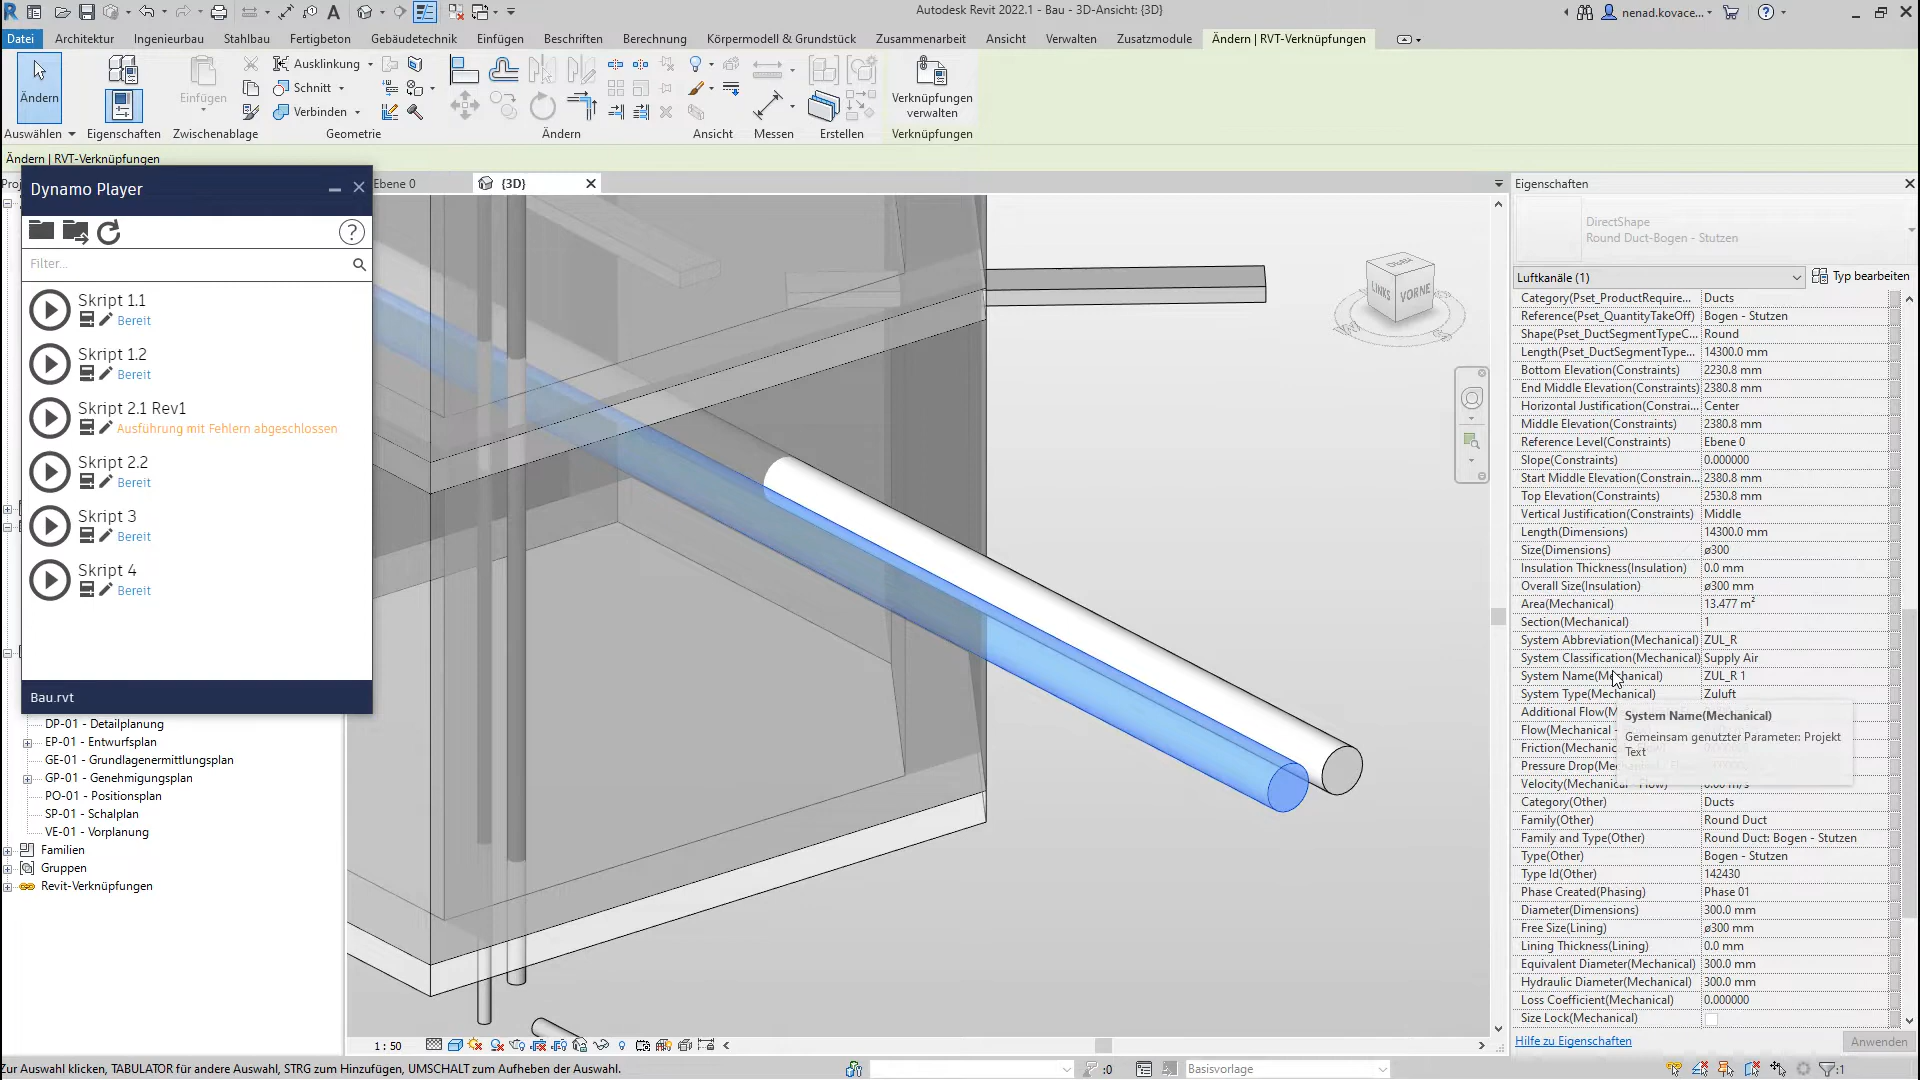 Autodesk Revit 2022.1 - Bau - 3D-Ansicht: {3D}
nenad.kovace...
Datei
Architektur
Ingenieurbau
Stahlbau
Fertigbeton
Gebäudetechnik
Einfügen
Beschriften
Berechnung
Körpermodell & Grundstück
Zusammenarbeit
Ansicht
Verwalten
Zusatzmodule
Ändern | RVT-Verknüpfungen
Ändern
Einfügen
Ausklinkung
Schnitt
Verbinden
Verknüpfungen
verwalten
Auswählen
Eigenschaften
Zwischenablage
Geometrie
Ändern
Ansicht
Messen
Erstellen
Verknüpfungen
Ändern | RVT-Verknüpfungen
Dynamo Player
Filter...
Skript 1.1
Bereit
Skript 1.2
Bereit
Skript 2.1 Rev1
Ausführung mit Fehlern abgeschlossen
Skript 2.2
Bereit
Skript 3
Bereit
Skript 4
Bereit
Bau.rvt
DP-01 - Detailplanung
EP-01 - Entwurfsplan
GE-01 - Grundlagenermittlungsplan
GP-01 - Genehmigungsplan
PO-01 - Positionsplan
SP-01 - Schalplan
VE-01 - Vorplanung
Familien
Gruppen
Revit-Verknüpfungen
Ebene 0
{3D}
LINKS
VORNE
1 : 50
Eigenschaften
DirectShape
Round Duct-Bogen - Stutzen
Luftkanäle (1)
Typ bearbeiten
Category(Pset_ProductRequire... Ducts
Reference(Pset_QuantityTakeOff) Bogen - Stutzen
Shape(Pset_DuctSegmentTypeC... Round
Length(Pset_DuctSegmentType... 14300.0 mm
Bottom Elevation(Constraints) 2230.8 mm
End Middle Elevation(Constraints) 2380.8 mm
Horizontal Justification(Constrai... Center
Middle Elevation(Constraints) 2380.8 mm
Reference Level(Constraints) Ebene 0
Slope(Constraints) 0.000000
Start Middle Elevation(Constrain... 2380.8 mm
Top Elevation(Constraints) 2530.8 mm
Vertical Justification(Constraints) Middle
Length(Dimensions) 14300.0 mm
Size(Dimensions) ø300
Insulation Thickness(Insulation) 0.0 mm
Overall Size(Insulation) ø300 mm
Area(Mechanical) 13.477 m²
Section(Mechanical) 1
System Abbreviation(Mechanical) ZUL_R
System Classification(Mechanical) Supply Air
System Name(Mechanical) ZUL_R 1
System Type(Mechanical) Zuluft
Additional Flow(M
Flow(Mechanical -
Friction(Mechanic
Pressure Drop(Me
Velocity(Mechanical - Flow) 0.00 m/s
System Name(Mechanical)
Gemeinsam genutzter Parameter: Projekt
Text
Category(Other) Ducts
Family(Other) Round Duct
Family and Type(Other) Round Duct: Bogen - Stutzen
Type(Other) Bogen - Stutzen
Type Id(Other) 142430
Phase Created(Phasing) Phase 01
Diameter(Dimensions) 300.0 mm
Free Size(Lining) ø300 mm
Lining Thickness(Lining) 0.0 mm
Equivalent Diameter(Mechanical) 300.0 mm
Hydraulic Diameter(Mechanical) 300.0 mm
Loss Coefficient(Mechanical) 0.000000
Size Lock(Mechanical)
Hilfe zu Eigenschaften
Anwenden
Zur Auswahl klicken, TABULATOR für andere Auswahl, STRG zum Hinzufügen, UMSCHALT zum Aufheben der Auswahl.
:0
Basisvorlage
:1